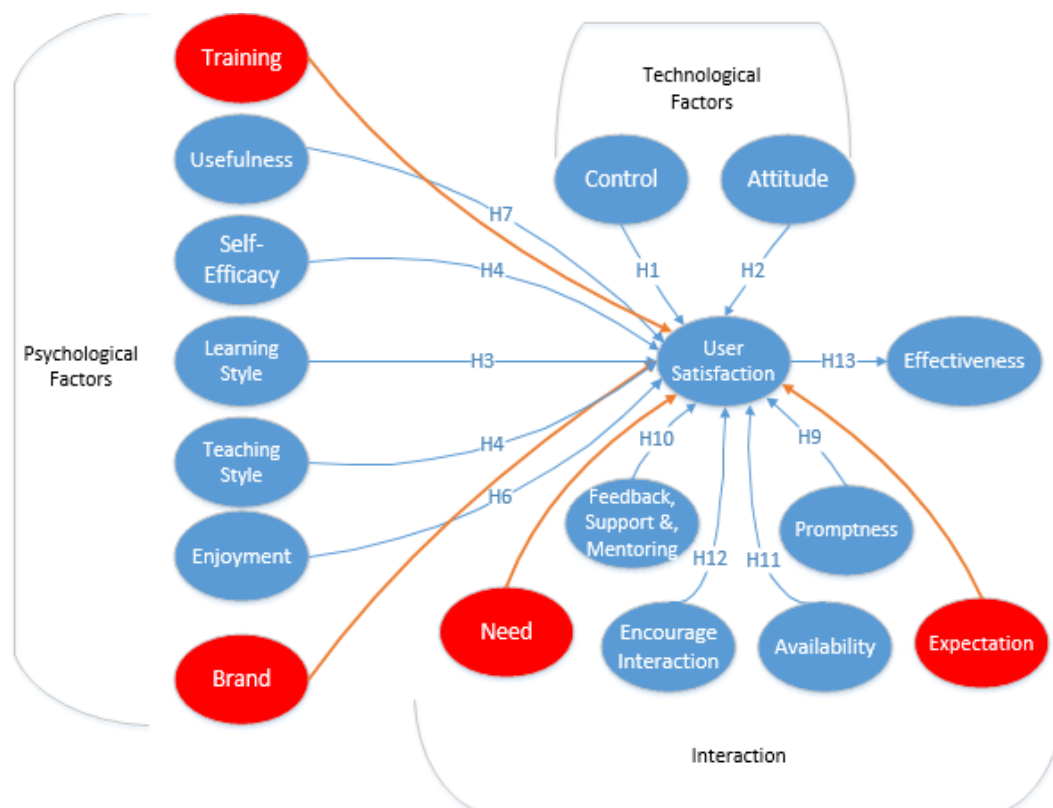 Training
Technological
Factors
Usefulness
Control
Attitude
H7
Self-
Efficacy
H4
H1
H2
Psychological
Factors
Learning
Style
H3
User
Satisfaction
H13
Effectiveness
Teaching
Style
H4
H10
H9
H6
Feedback,
Support &,
Mentoring
Promptness
Enjoyment
H12
H11
Need
Encourage
Interaction
Availability
Expectation
Brand
Interaction